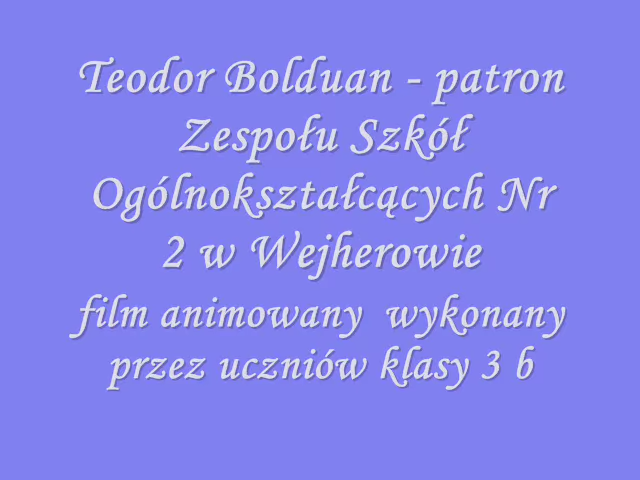 Teodor Bolduan - patron
Zespołu Szkół
Ogólnokształcących Nr
2 w Wejherowie
film animowany wykonany
przez uczniów klasy 3 b